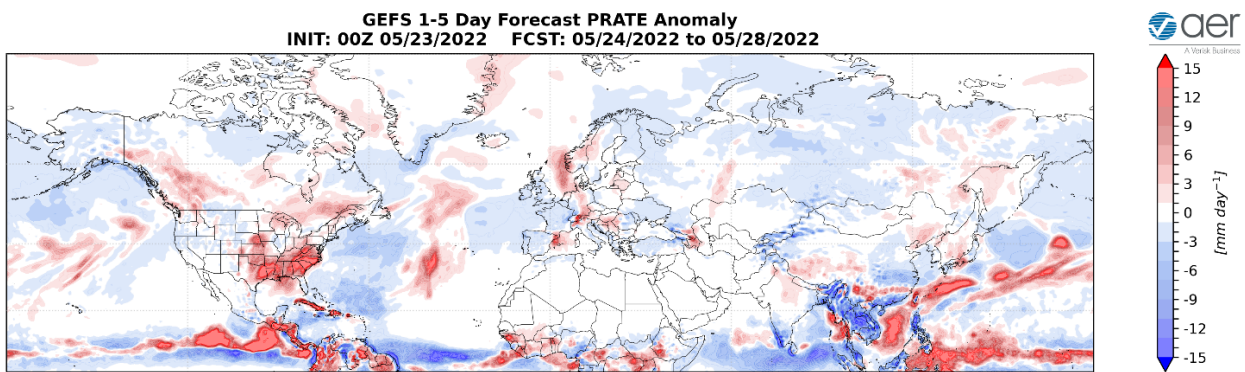 GEFS 1-5 Day Forecast PRATE Anomaly
INIT: 00Z 05/23/2022    FCST: 05/24/2022 to 05/28/2022
aer
A Verisk Business
15
12
9
6
3
0
-3
-6
-9
-12
-15
[mm day⁻¹]